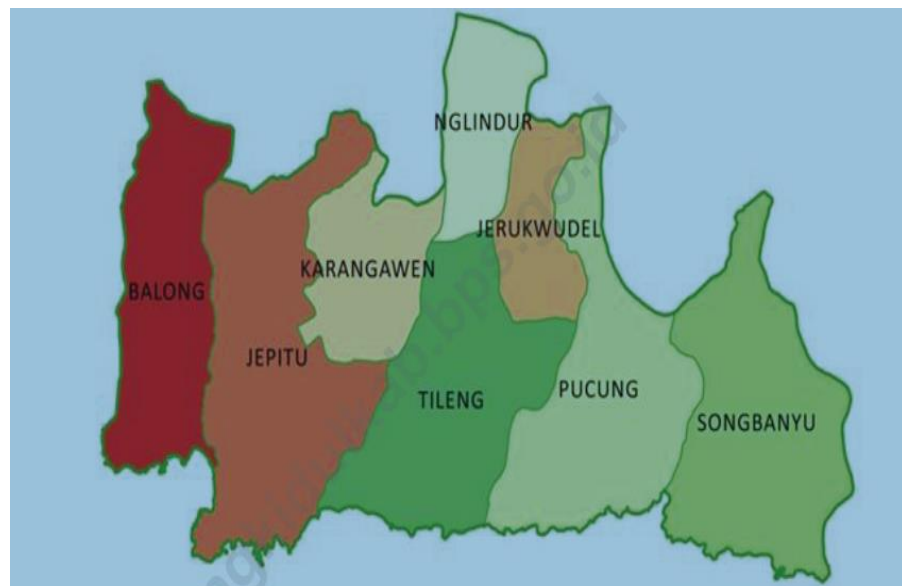 NGLINDUR
JERUKWUDEL
KARANGAWEN
BALONG
JEPITU
TILENG
PUCUNG
SONGBANYU